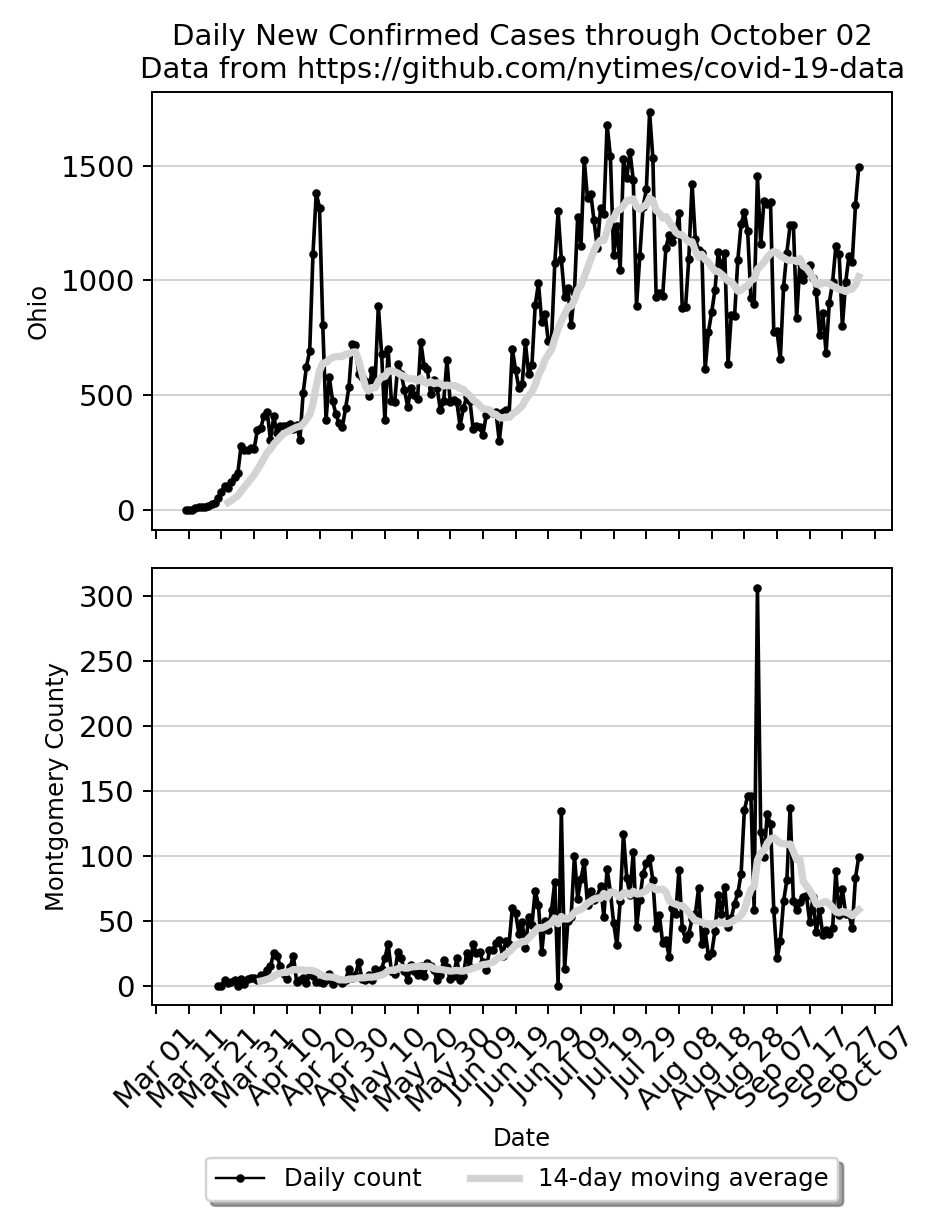 Daily New Confirmed Cases through October 02
Data from https://github.com/nytimes/covid-19-data
1500
1000
500
0
Ohio
300
250
200
150
100
50
0
Montgomery County
Mar 01
Mar 11
Mar 21
Mar 31
Apr 10
Apr 20
Apr 30
May 10
May 20
May 30
Jun 09
Jun 19
Jun 29
Jul 09
Jul 19
Jul 29
Aug 08
Aug 18
Aug 28
Sep 07
Sep 17
Sep 27
Oct 07
Date
Daily count
14-day moving average